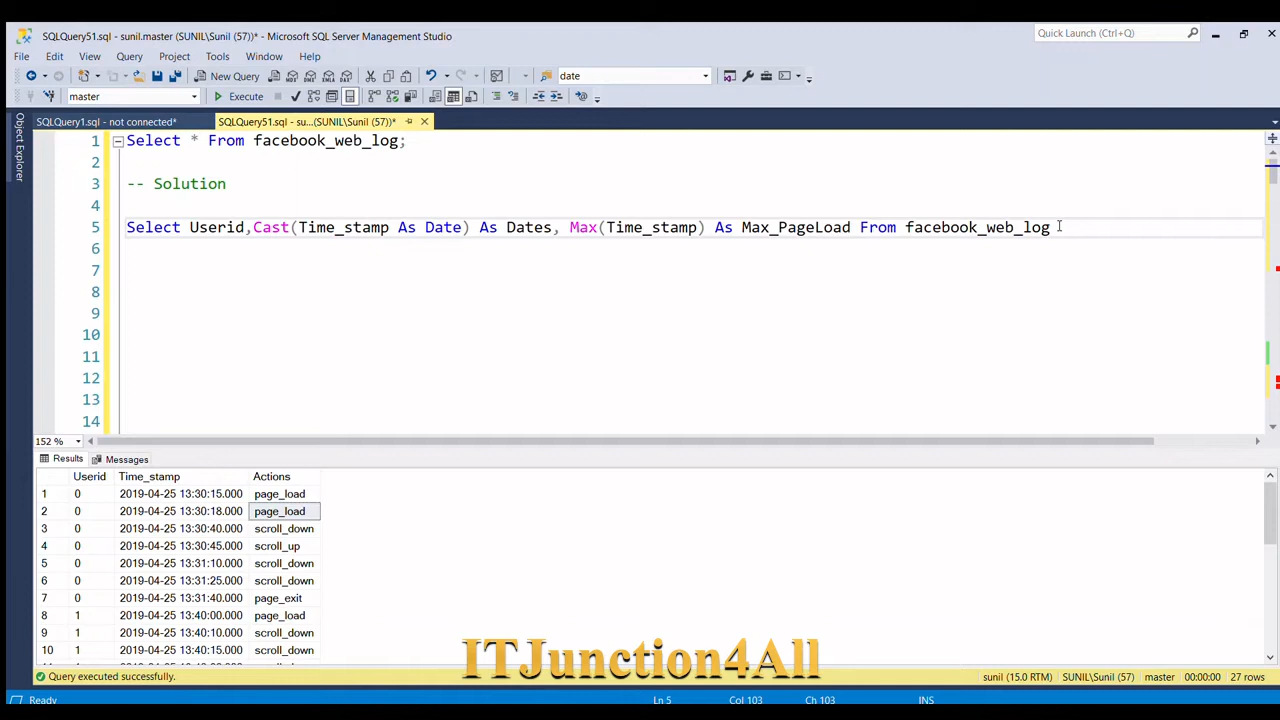 SQLQuery51.sql - sunil.master (SUNIL\Sunil (57))* - Microsoft SQL Server Management Studio
Quick Launch (Ctrl+Q)
File Edit View Query Project Tools Window Help
New Query
date
master
Execute
SQLQuery1.sql - not connected*
SQLQuery51.sql - su...(SUNIL\Sunil (57))*
Object Explorer
1 Select * From facebook_web_log;
2
3 -- Solution
4
5 Select Userid,Cast(Time_stamp As Date) As Dates, Max(Time_stamp) As Max_PageLoad From facebook_web_log
6
7
8
9
10
11
12
13
14
152 %
Results Messages
Userid Time_stamp Actions
1 0 2019-04-25 13:30:15.000 page_load
2 0 2019-04-25 13:30:18.000 page_load
3 0 2019-04-25 13:30:40.000 scroll_down
4 0 2019-04-25 13:30:45.000 scroll_up
5 0 2019-04-25 13:31:10.000 scroll_down
6 0 2019-04-25 13:31:25.000 scroll_down
7 0 2019-04-25 13:31:40.000 page_exit
8 1 2019-04-25 13:40:00.000 page_load
9 1 2019-04-25 13:40:10.000 scroll_down
10 1 2019-04-25 13:40:15.000 scroll_down
ITJunction4All
Query executed successfully.
sunil (15.0 RTM) SUNIL\Sunil (57) master 00:00:00 27 rows
Ready Ln 5 Col 103 Ch 103 INS